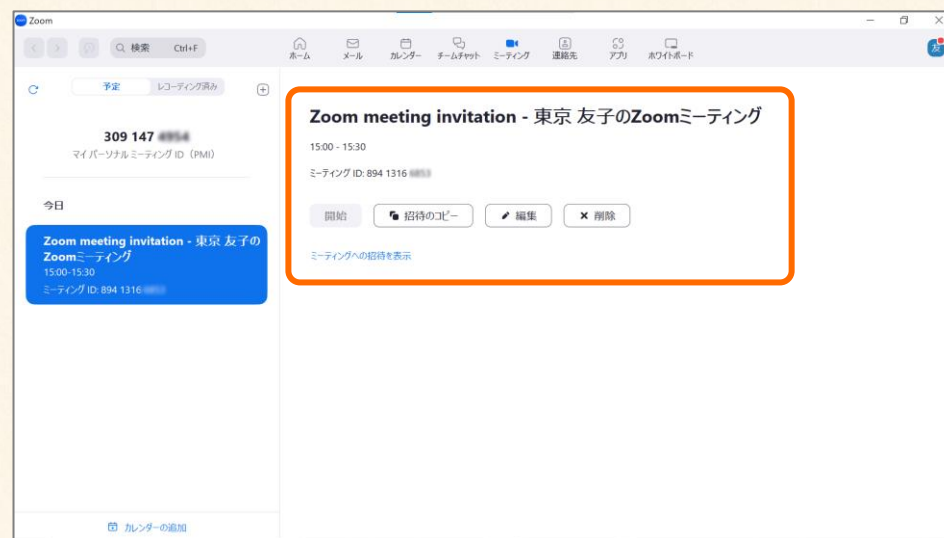 Zoom
検索 Ctrl+F
ホーム
メール
カレンダー
チームチャット
ミーティング
連絡先
アプリ
ホワイトボード
友
予定
レコーディング済み
309 147
マイ パーソナル ミーティング ID (PMI)
今日
Zoom meeting invitation - 東京 友子の
Zoomミーティング
15:00-15:30
ミーティング ID: 894 1316
カレンダーの追加
Zoom meeting invitation - 東京 友子のZoomミーティング
15:00 - 15:30
ミーティング ID: 894 1316
開始
招待のコピー
編集
削除
ミーティングへの招待を表示